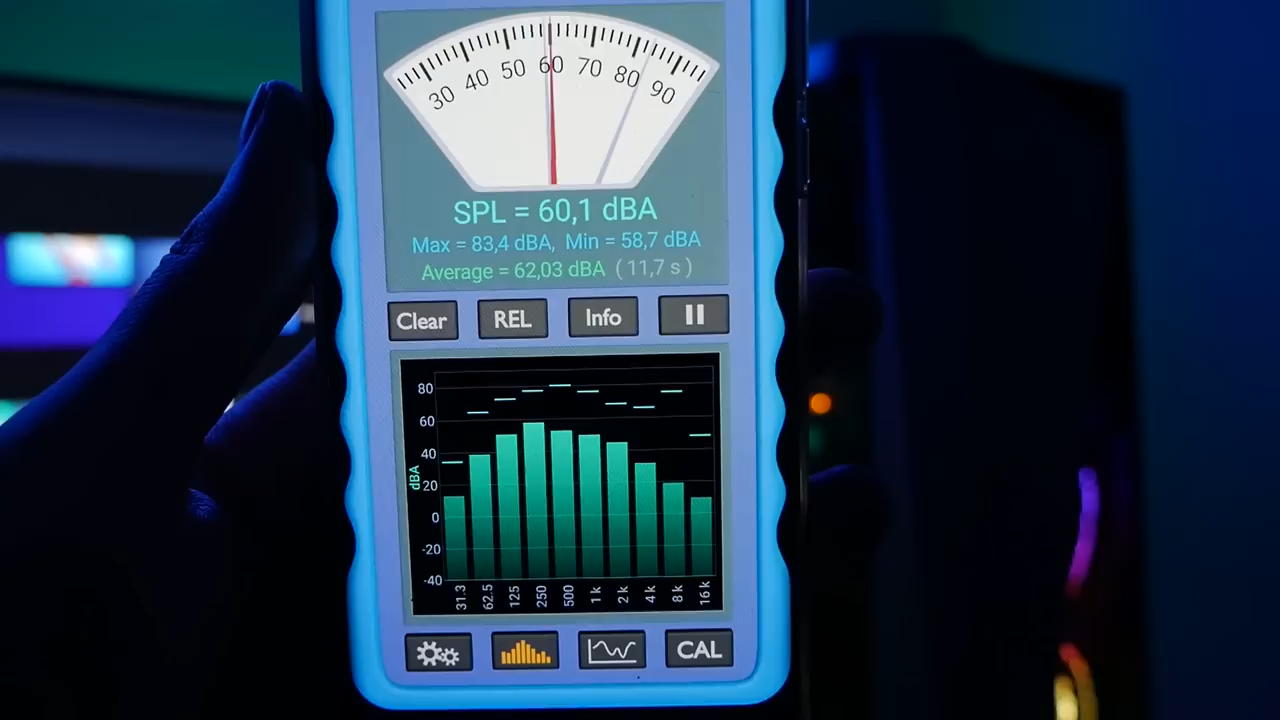 30 40 50 60 70 80 90
SPL = 60,1 dBA
Max = 83,4 dBA, Min = 58,7 dBA
Average = 62,03 dBA (11,7 s)
Clear REL Info
80
60
40
20
0
-20
-40
dBA
31.3 62.5 125 250 500 1 k 2 k 4 k 8 k 16 k
CAL